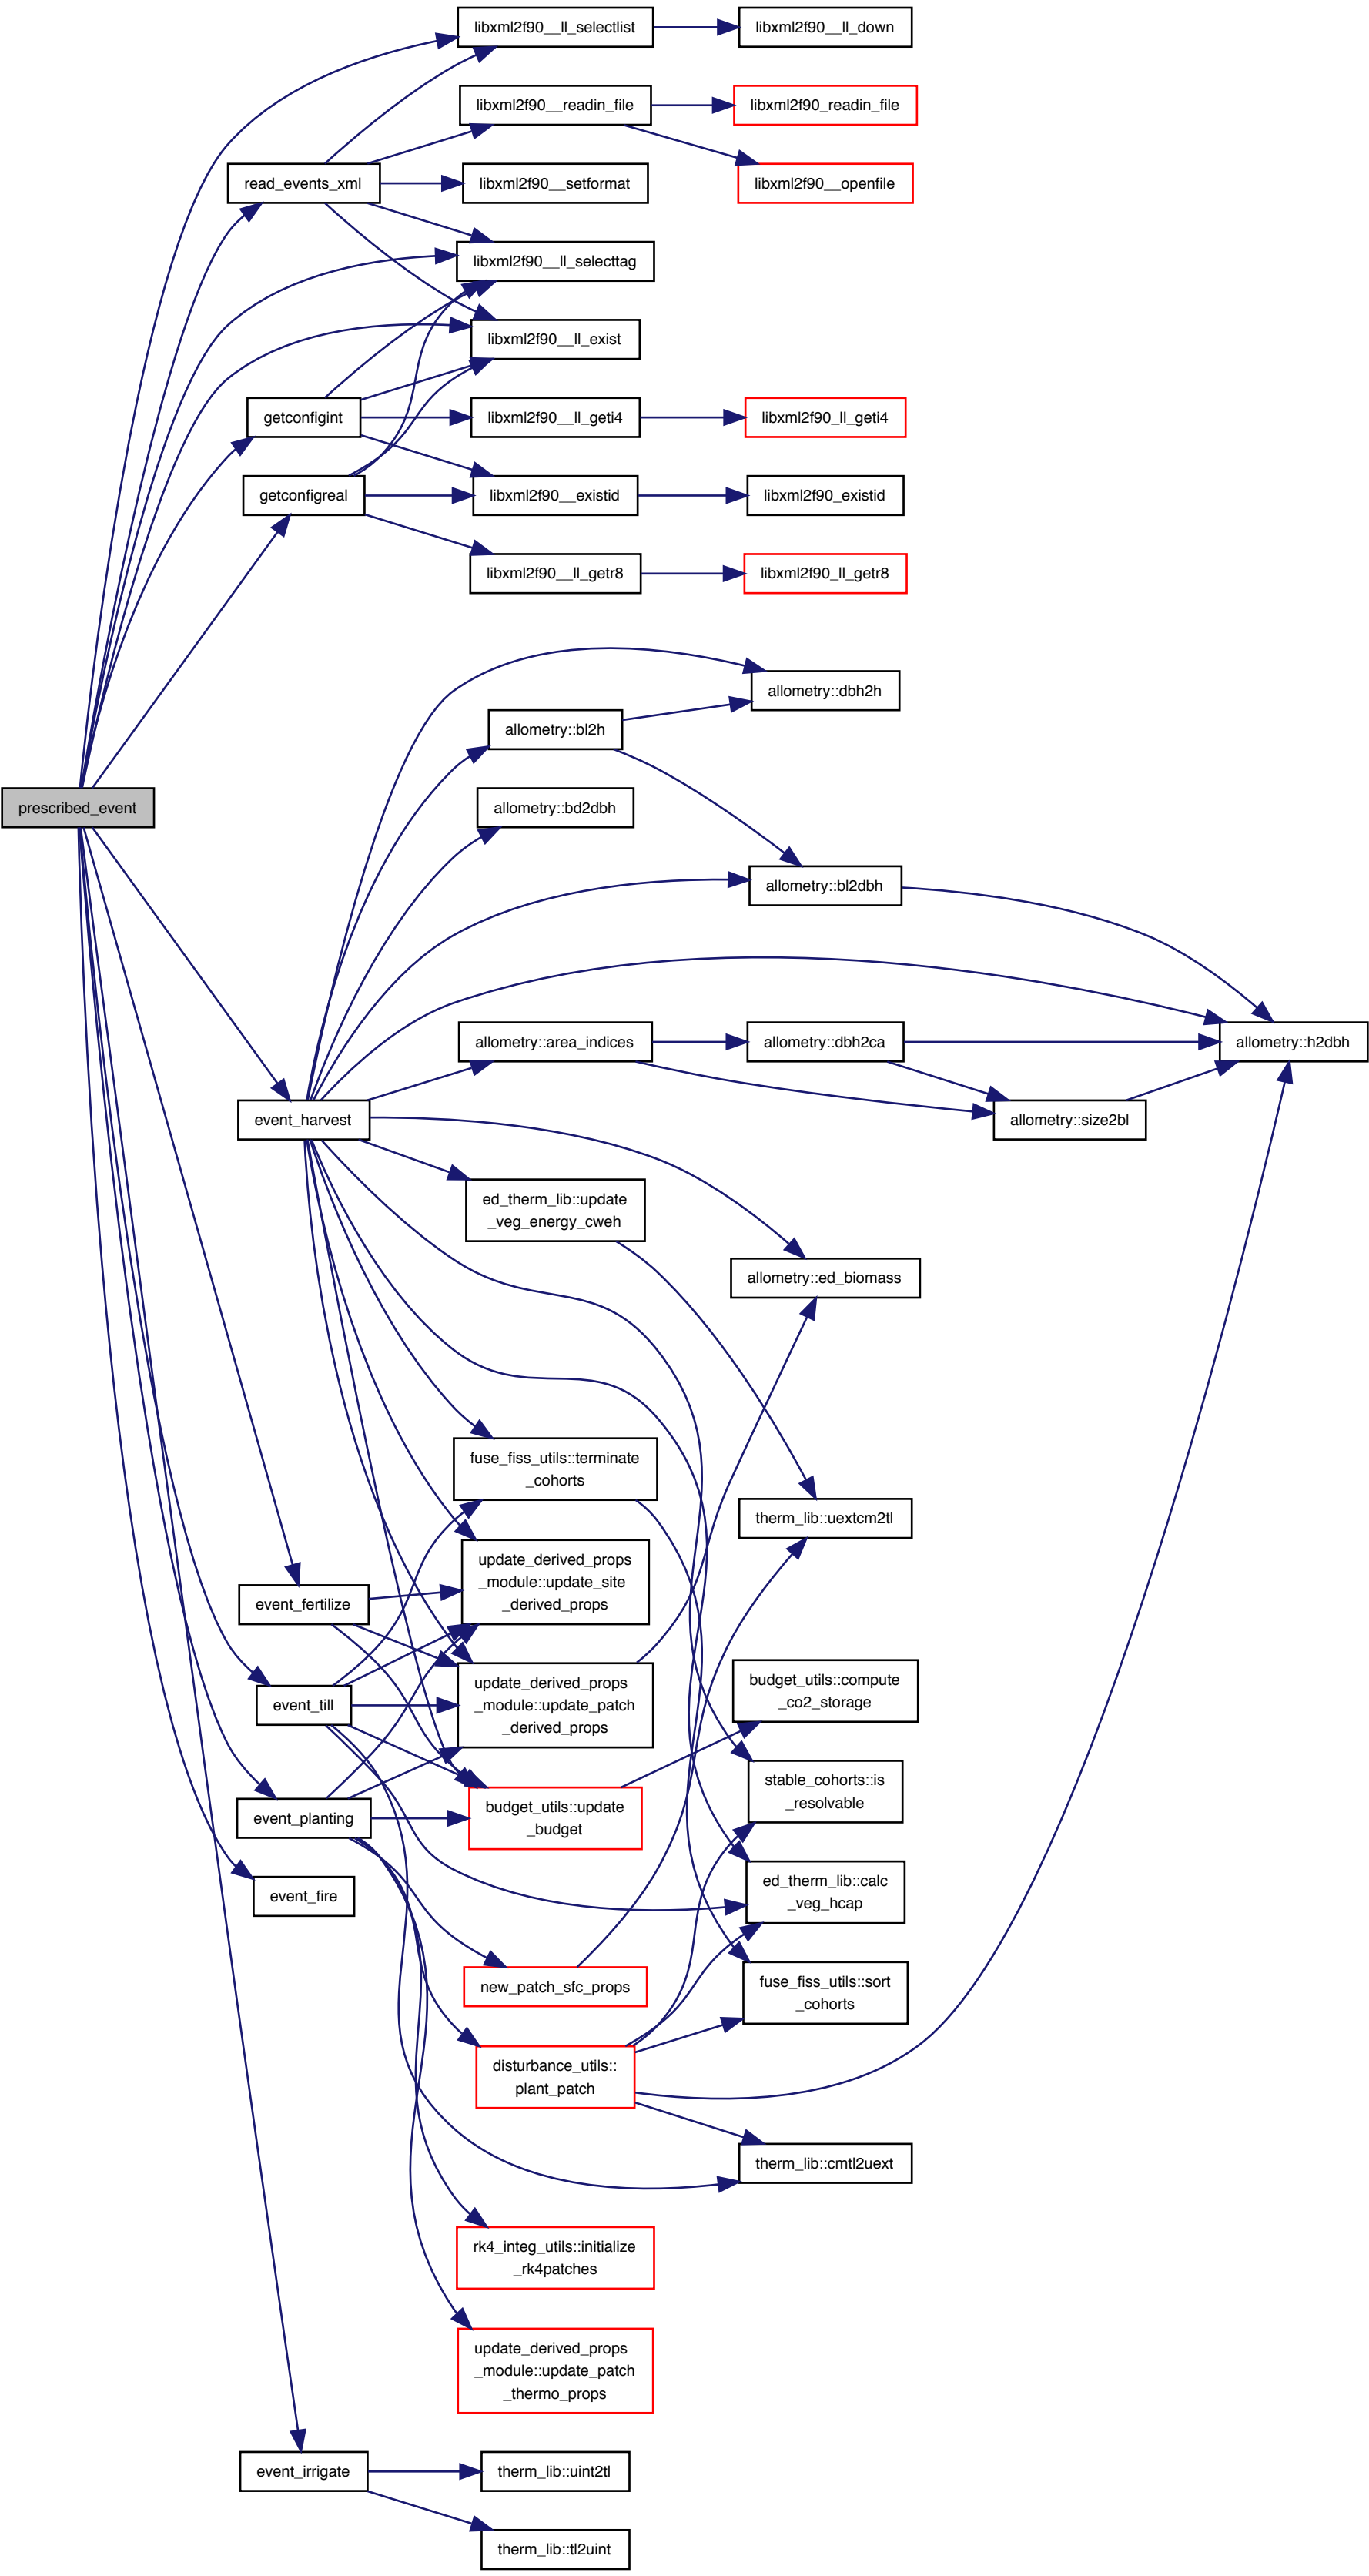 libxml2f90__ll_selectlist
libxml2f90__ll_down
libxml2f90__readin_file
libxml2f90_readin_file
read_events_xml
libxml2f90__setformat
libxml2f90__openfile
libxml2f90__ll_selecttag
libxml2f90__ll_exist
getconfigint
libxml2f90__ll_geti4
libxml2f90_ll_geti4
getconfigreal
libxml2f90__existid
libxml2f90_existid
libxml2f90__ll_getr8
libxml2f90_ll_getr8
allometry::dbh2h
allometry::bl2h
prescribed_event
allometry::bd2dbh
allometry::bl2dbh
allometry::area_indices
allometry::dbh2ca
allometry::h2dbh
event_harvest
allometry::size2bl
ed_therm_lib::update
_veg_energy_cweh
allometry::ed_biomass
fuse_fiss_utils::terminate
_cohorts
therm_lib::uextcm2tl
update_derived_props
_module::update_site
_derived_props
event_fertilize
update_derived_props
_module::update_patch
_derived_props
event_till
budget_utils::compute
_co2_storage
stable_cohorts::is
_resolvable
event_planting
budget_utils::update
_budget
event_fire
ed_therm_lib::calc
_veg_hcap
new_patch_sfc_props
fuse_fiss_utils::sort
_cohorts
disturbance_utils::
plant_patch
therm_lib::cmtl2uext
rk4_integ_utils::initialize
_rk4patches
update_derived_props
_module::update_patch
_thermo_props
event_irrigate
therm_lib::uint2tl
therm_lib::tl2uint